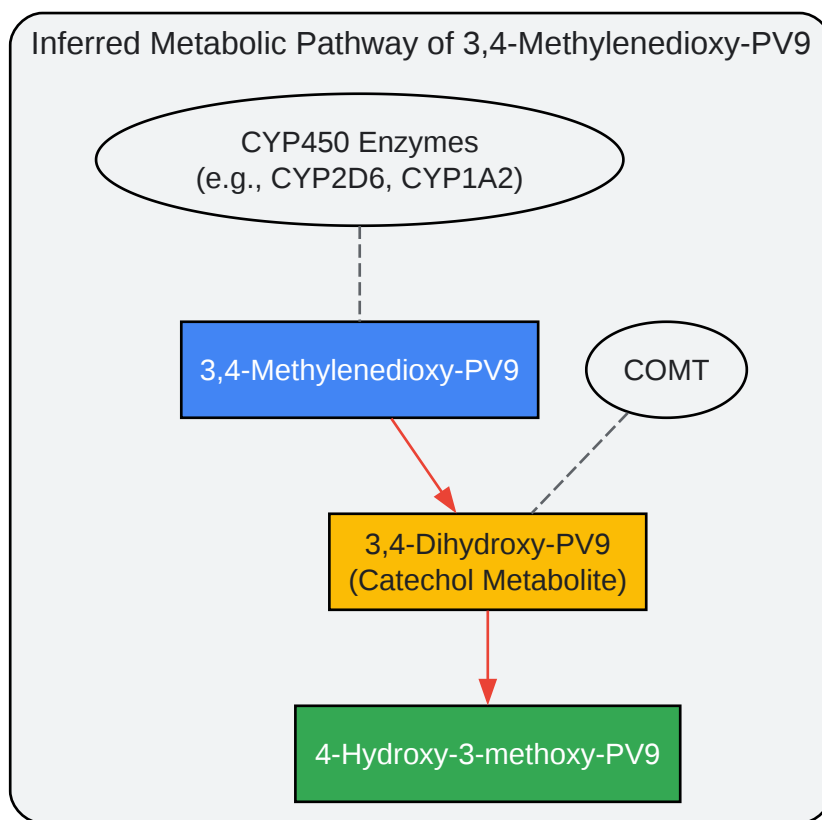 Inferred Metabolic Pathway of 3,4-Methylenedioxy-PV9
CYP450 Enzymes
(e.g., CYP2D6, CYP1A2)
3,4-Methylenedioxy-PV9
COMT
3,4-Dihydroxy-PV9
(Catechol Metabolite)
4-Hydroxy-3-methoxy-PV9